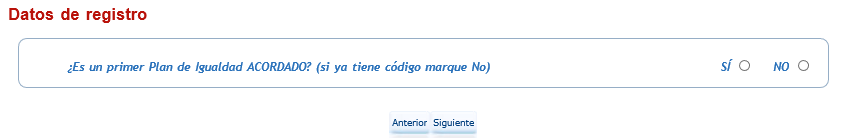 Datos de registro
¿Es un primer Plan de Igualdad ACORDADO? (si ya tiene código marque No) SÍ NO
Anterior Siguiente